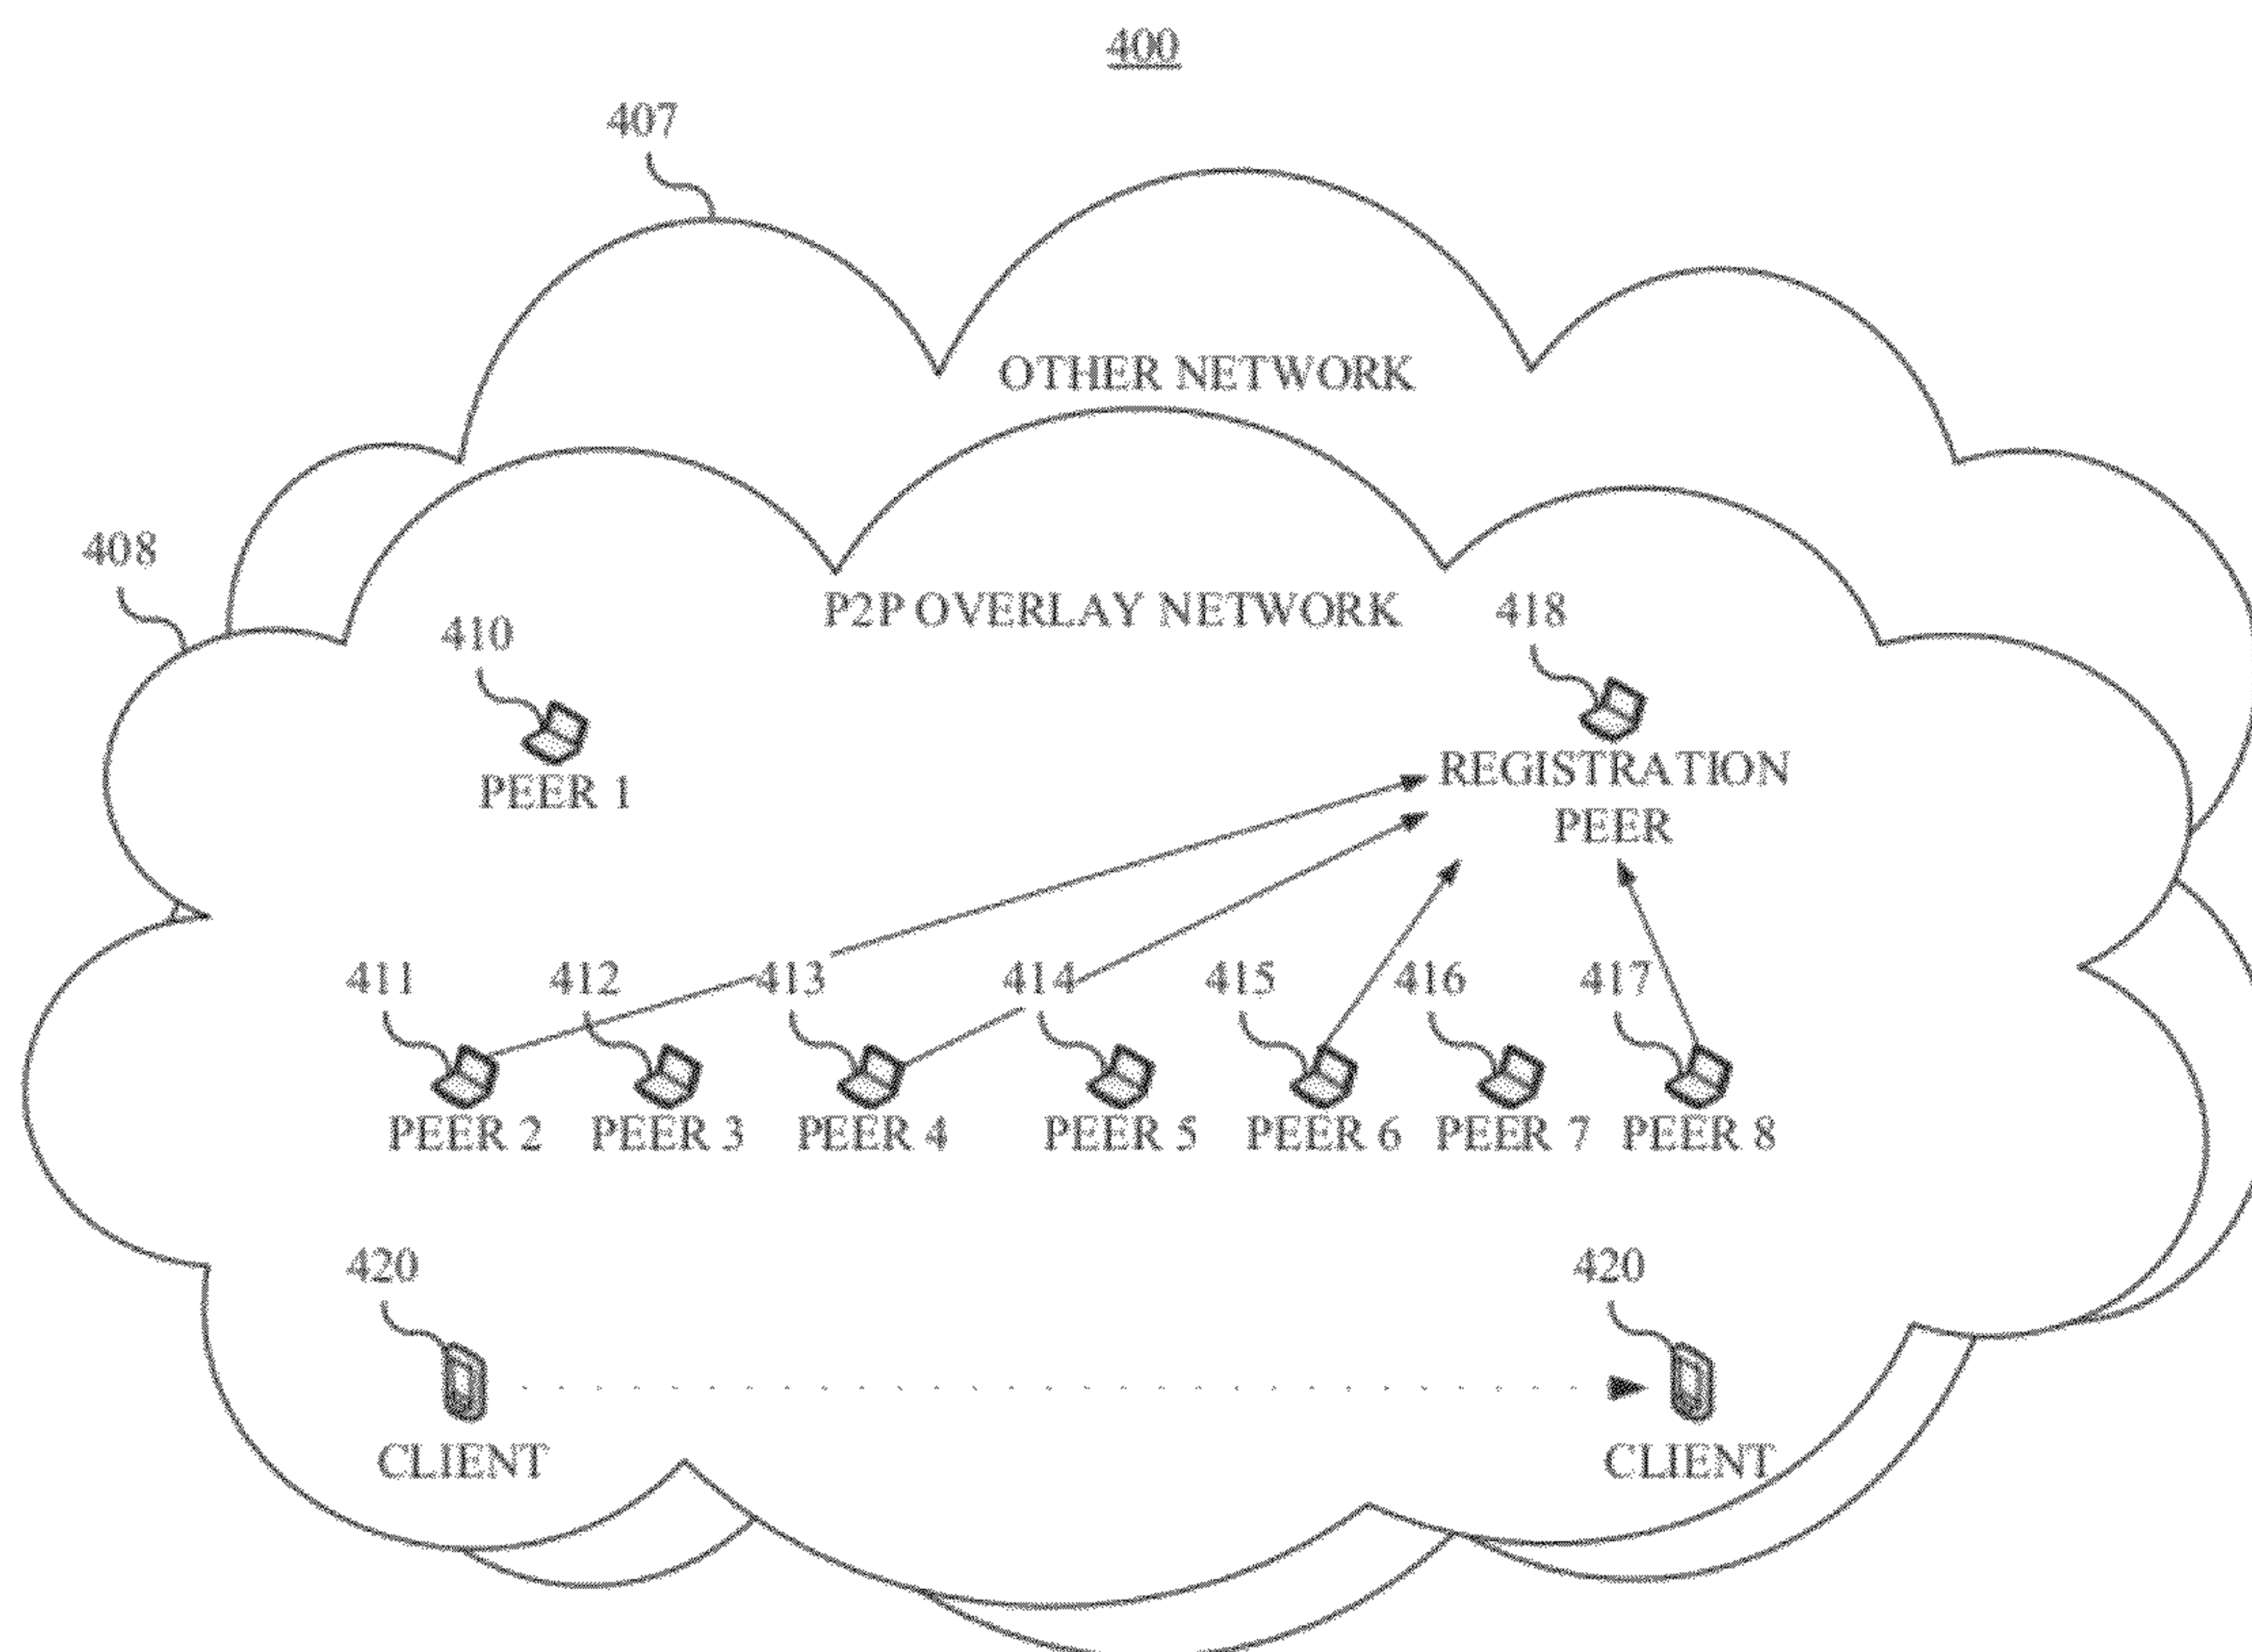 400
407
OTHER NETWORK
408
P2P OVERLAY NETWORK
418
410
REGISTRATION
PEER
PEER 1
411 412 413 414 415 416 417
PEER 2 PEER 3 PEER 4 PEER 5 PEER 6 PEER 7 PEER 8
420 420
CLIENT CLIENT